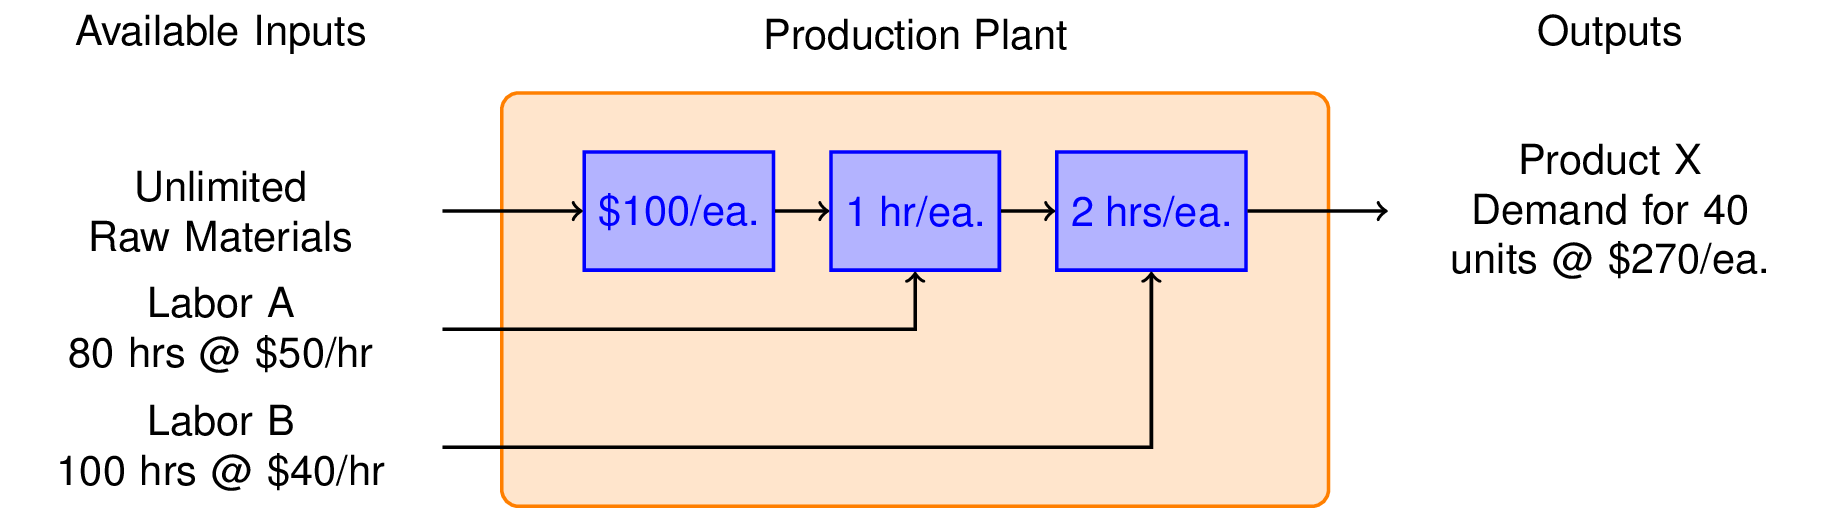 Available Inputs
Production Plant
Outputs
Unlimited
Raw Materials
Labor A
80 hrs @ $50/hr
Labor B
100 hrs @ $40/hr
$100/ea.
1 hr/ea.
2 hrs/ea.
Product X
Demand for 40
units @ $270/ea.